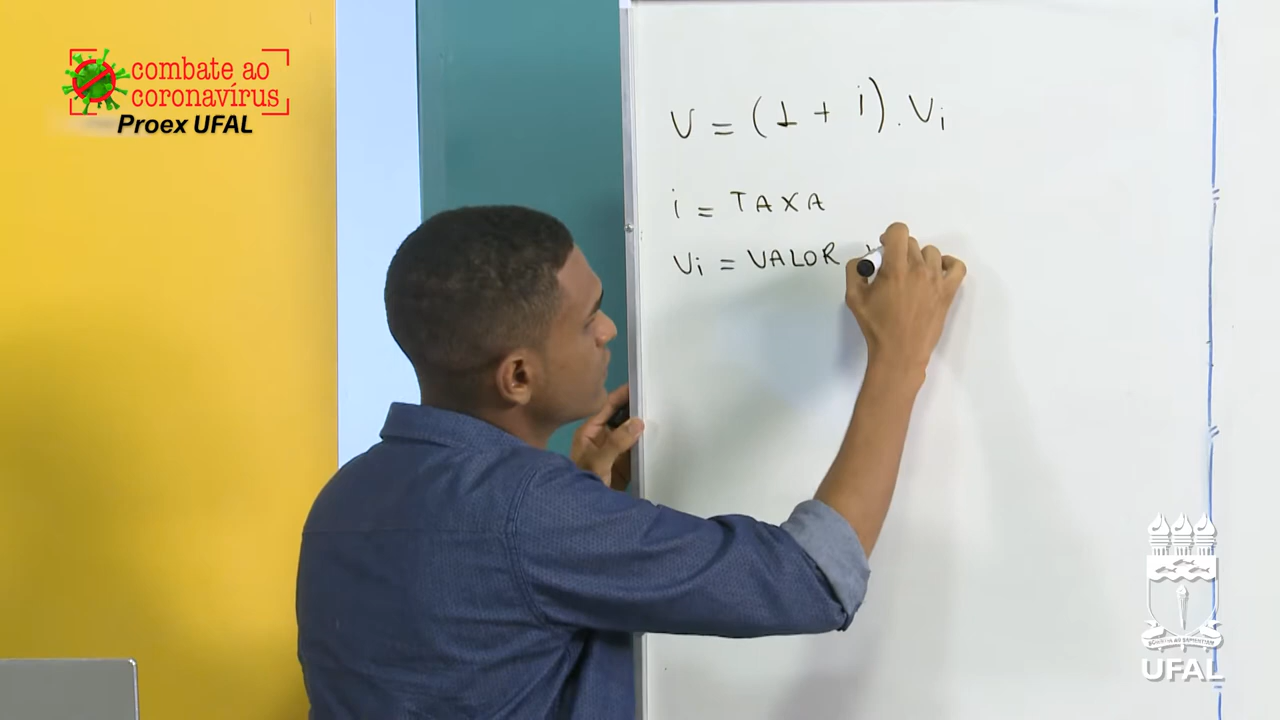 combate ao
coronavírus
Proex UFAL
V = (1 + i) . Vi
i = TAXA
Vi = VALOR
UFAL